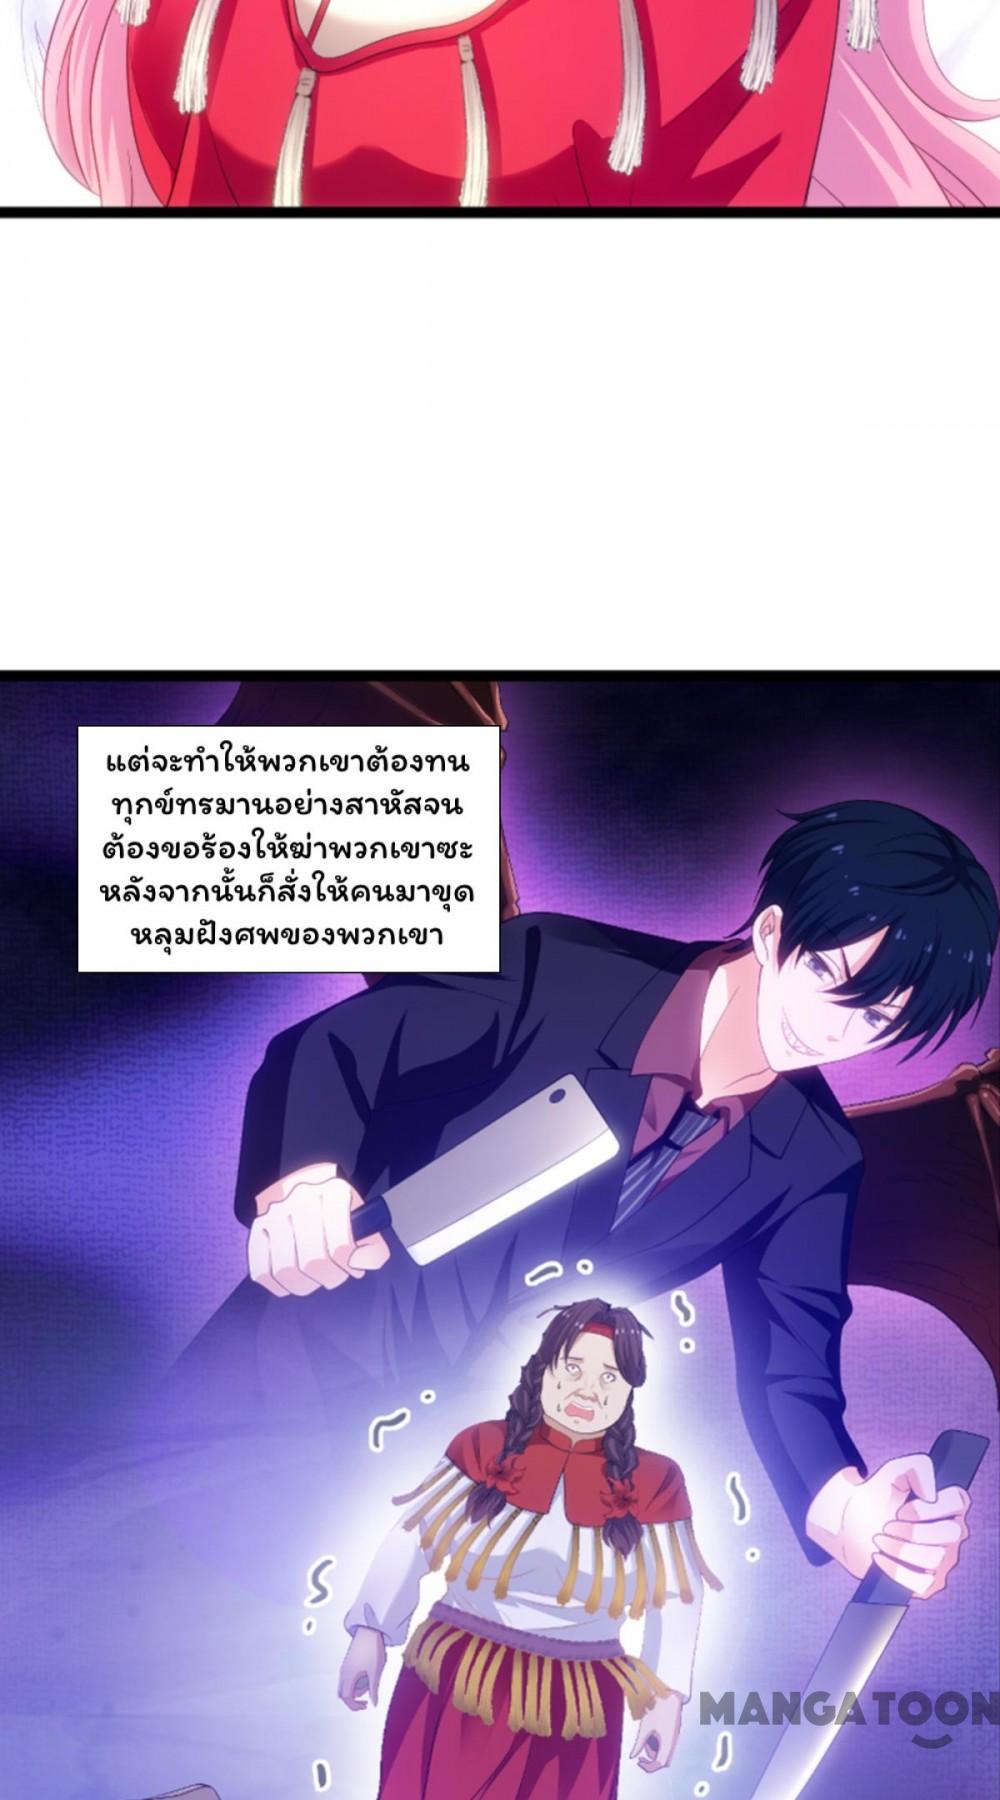 แต่จะทำให้พวกเขาต้องทน
ทุกข์ทรมานอย่างสาหัสจน
ต้องขอร้องให้ฆ่าพวกเขาซะ
หลังจากนั้นก็สั่งให้คนมาขุด
หลุมฝังศพของพวกเขา
MANGATOON